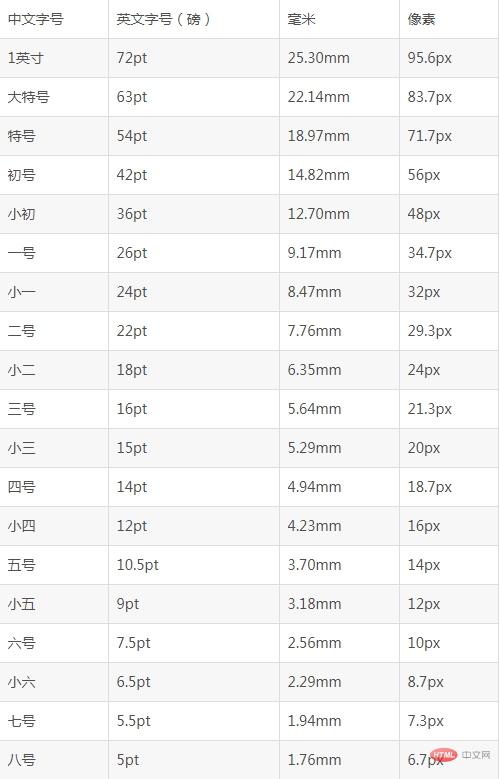 中文字号 英文字号（磅） 毫米 像素
1英寸 72pt 25.30mm 95.6px
大特号 63pt 22.14mm 83.7px
特号 54pt 18.97mm 71.7px
初号 42pt 14.82mm 56px
小初 36pt 12.70mm 48px
一号 26pt 9.17mm 34.7px
小一 24pt 8.47mm 32px
二号 22pt 7.76mm 29.3px
小二 18pt 6.35mm 24px
三号 16pt 5.64mm 21.3px
小三 15pt 5.29mm 20px
四号 14pt 4.94mm 18.7px
小四 12pt 4.23mm 16px
五号 10.5pt 3.70mm 14px
小五 9pt 3.18mm 12px
六号 7.5pt 2.56mm 10px
小六 6.5pt 2.29mm 8.7px
七号 5.5pt 1.94mm 7.3px
八号 5pt 1.76mm 6.7px
HTML 中文网